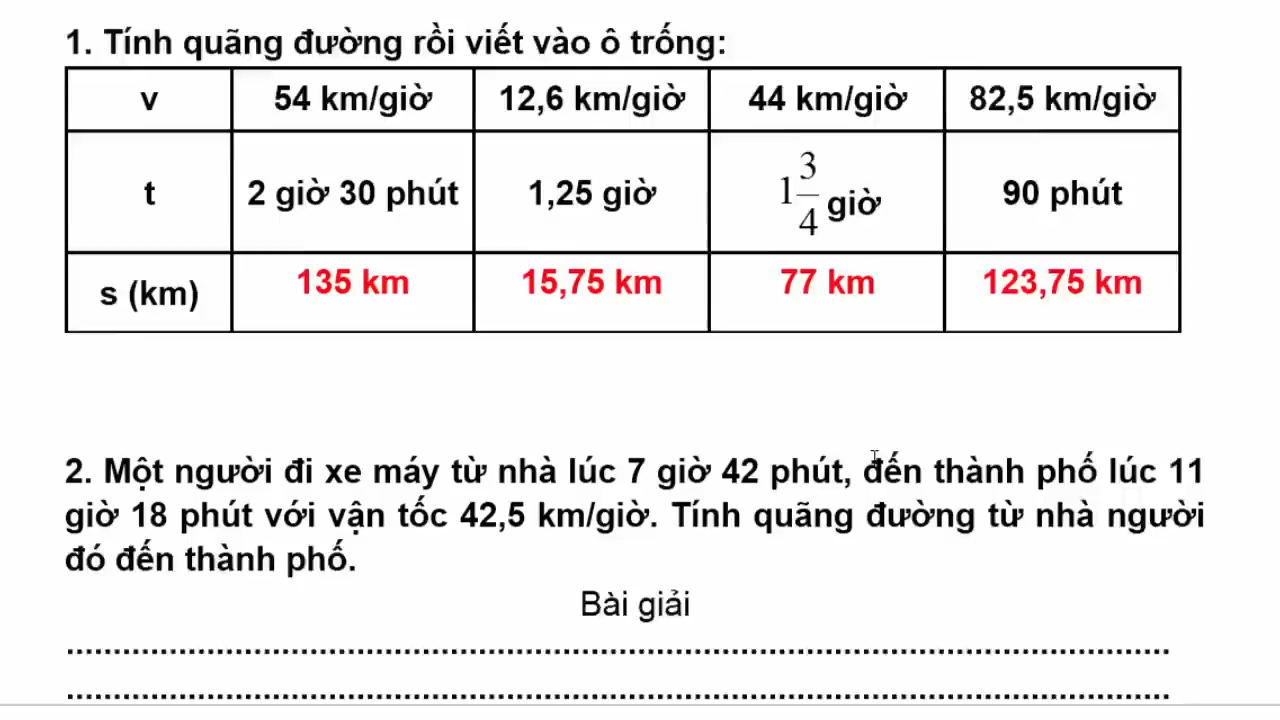 1. Tính quãng đường rồi viết vào ô trống:
v 54 km/giờ 12,6 km/giờ 44 km/giờ 82,5 km/giờ
t 2 giờ 30 phút 1,25 giờ 1 3/4 giờ 90 phút
s (km) 135 km 15,75 km 77 km 123,75 km
2. Một người đi xe máy từ nhà lúc 7 giờ 42 phút, đến thành phố lúc 11
giờ 18 phút với vận tốc 42,5 km/giờ. Tính quãng đường từ nhà người
đó đến thành phố.
Bài giải